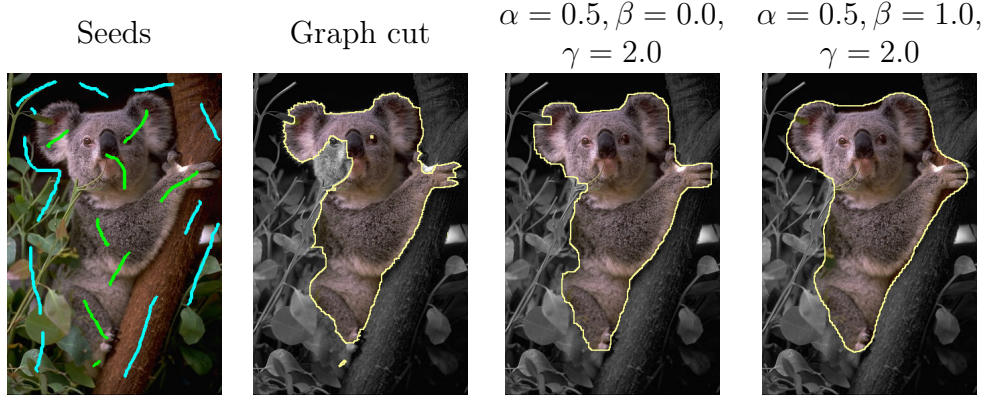 Seeds
Graph cut
α = 0.5, β = 0.0,
γ = 2.0
α = 0.5, β = 1.0,
γ = 2.0